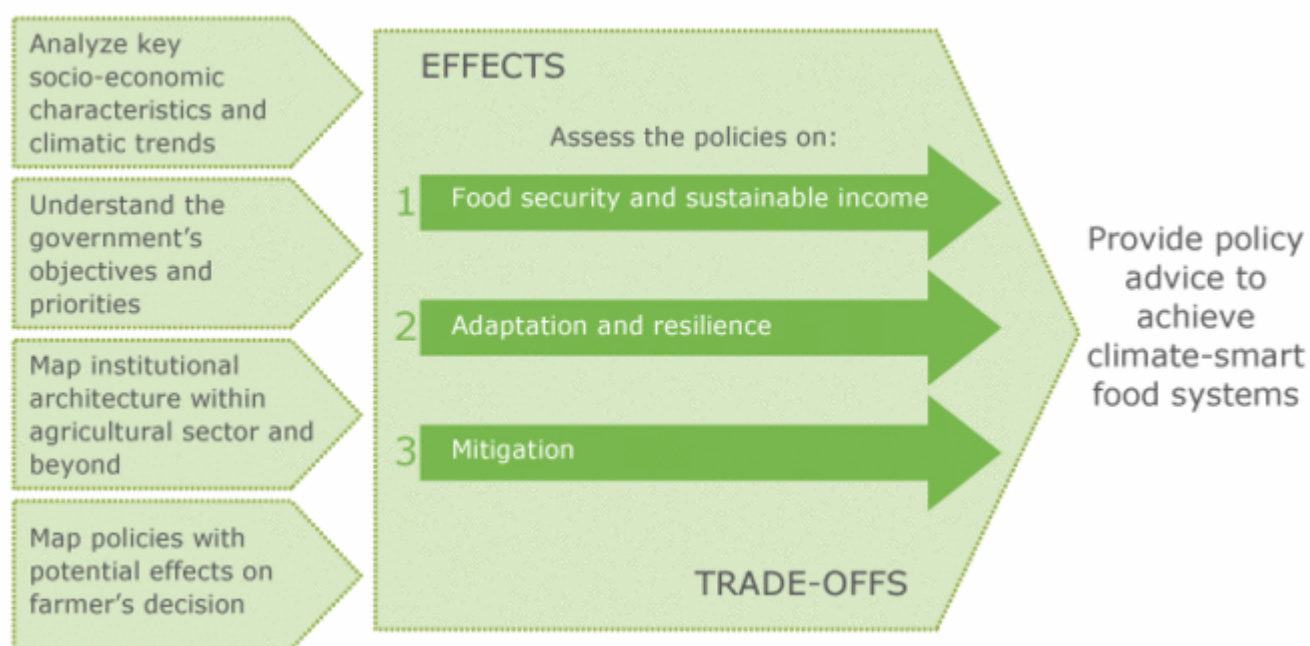 Analyze key
socio-economic
characteristics and
climatic trends
Understand the
government's
objectives and
priorities
Map institutional
architecture within
agricultural sector and
beyond
Map policies with
potential effects on
farmer's decision
EFFECTS
Assess the policies on:
1 Food security and sustainable income
2 Adaptation and resilience
3 Mitigation
TRADE-OFFS
Provide policy
advice to
achieve
climate-smart
food systems